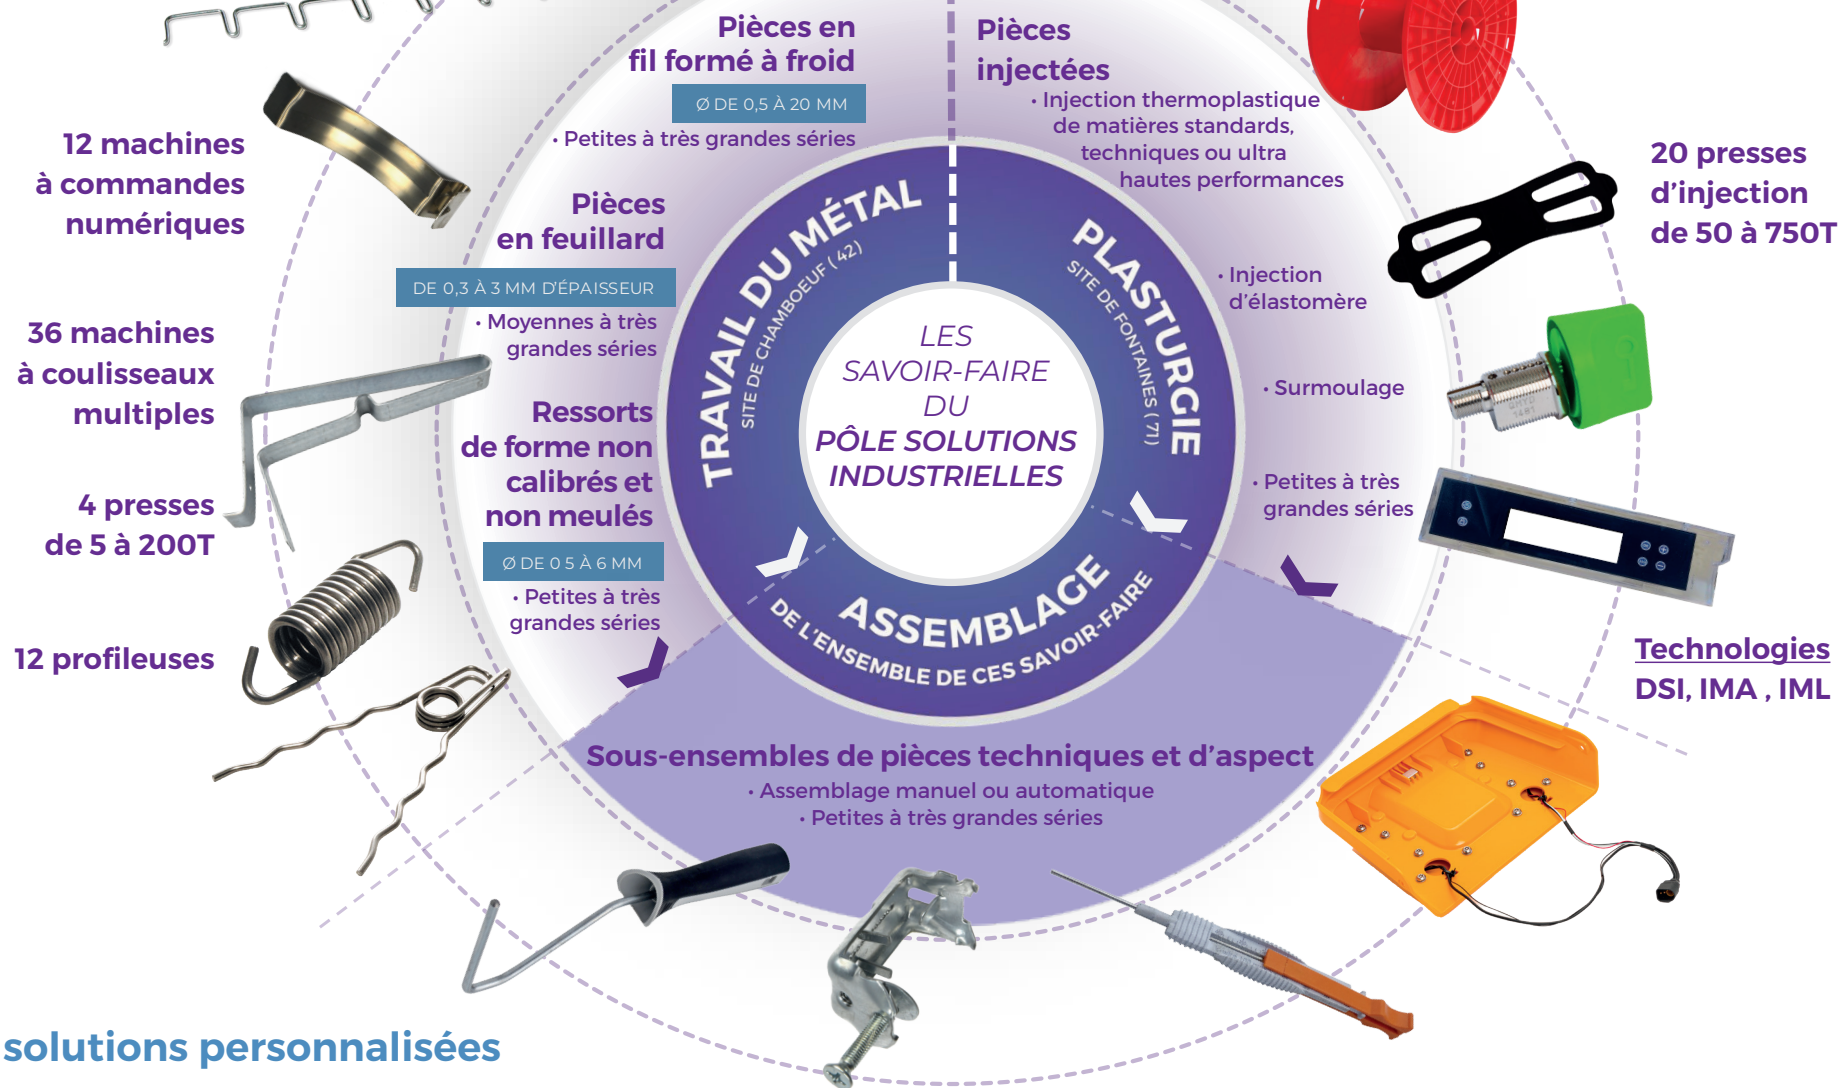 Pièces en
fil formé à froid
Ø DE 0,5 À 20 MM
• Petites à très grandes séries
Pièces
injectées
• Injection thermoplastique
de matières standards,
techniques ou ultra
hautes performances
12 machines
à commandes
numériques
Pièces
en feuillard
DE 0,3 À 3 MM D'ÉPAISSEUR
• Moyennes à très
grandes séries
36 machines
à coulisseaux
multiples
Ressorts
de forme non
calibrés et
non meulés
Ø DE 0 5 À 6 MM
• Petites à très
grandes séries
4 presses
de 5 à 200T
12 profileuses
TRAVAIL DU MÉTAL
SITE DE CHAMBOEUF ( 42)
PLASTURGIE
SITE DE FONTAINES ( 71)
LES
SAVOIR-FAIRE
DU
PÔLE SOLUTIONS
INDUSTRIELLES
ASSEMBLAGE
DE L'ENSEMBLE DE CES SAVOIR-FAIRE
• Injection
d'élastomère
• Surmoulage
• Petites à très
grandes séries
20 presses
d'injection
de 50 à 750T
Technologies
DSI, IMA , IML
Sous-ensembles de pièces techniques et d'aspect
• Assemblage manuel ou automatique
• Petites à très grandes séries
solutions personnalisées